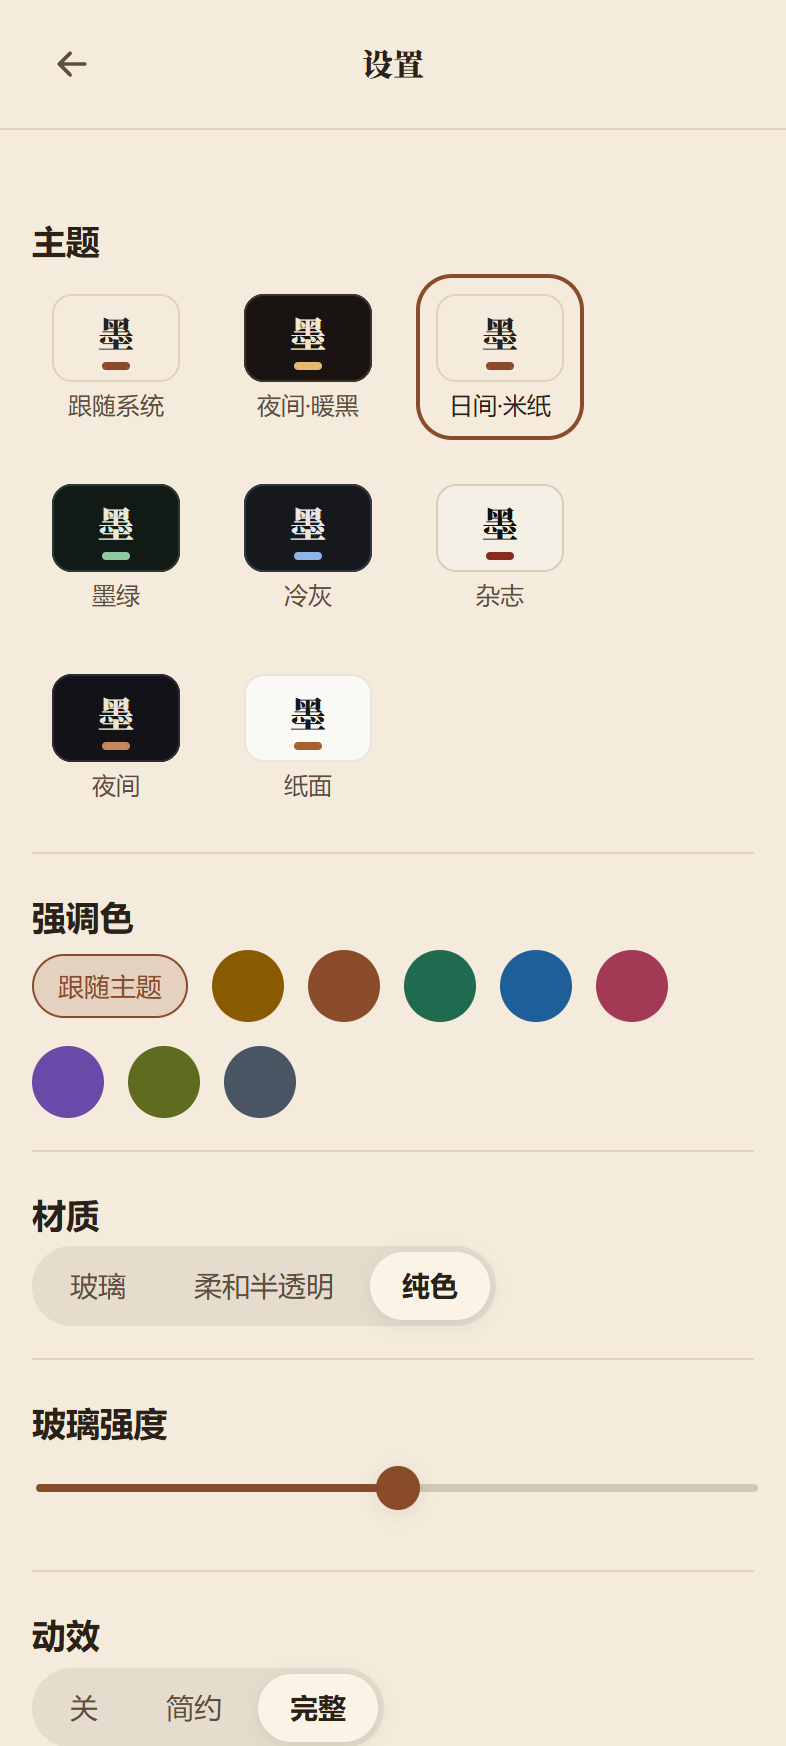 设置
主题
墨 墨 墨
跟随系统 夜间·暖黑 日间·米纸
墨 墨 墨
墨绿 冷灰 杂志
墨 墨
夜间 纸面
强调色
跟随主题
材质
玻璃 柔和半透明 纯色
玻璃强度
动效
关 简约 完整